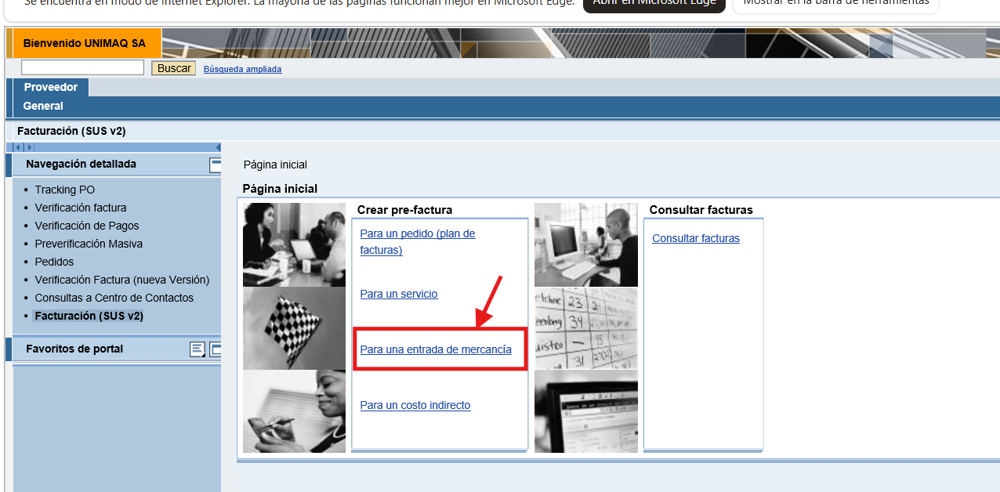 Se encuentra en modo de Internet Explorer. La mayoría de las páginas funcionan mejor en Microsoft Edge.
Abrir en Microsoft Edge
Mostrar en la barra de herramientas
Bienvenido UNIMAQ SA
Buscar
Búsqueda ampliada
Proveedor
General
Facturación (SUS v2)
Navegación detallada
Tracking PO
Verificación factura
Verificación de Pagos
Preverificación Masiva
Pedidos
Verificación Factura (nueva Versión)
Consultas a Centro de Contactos
Facturación (SUS v2)
Favoritos de portal
Página inicial
Página inicial
Crear pre-factura
Para un pedido (plan de
facturas)
Para un servicio
Para una entrada de mercancía
Para un costo indirecto
Consultar facturas
Consultar facturas
23
34
15
31